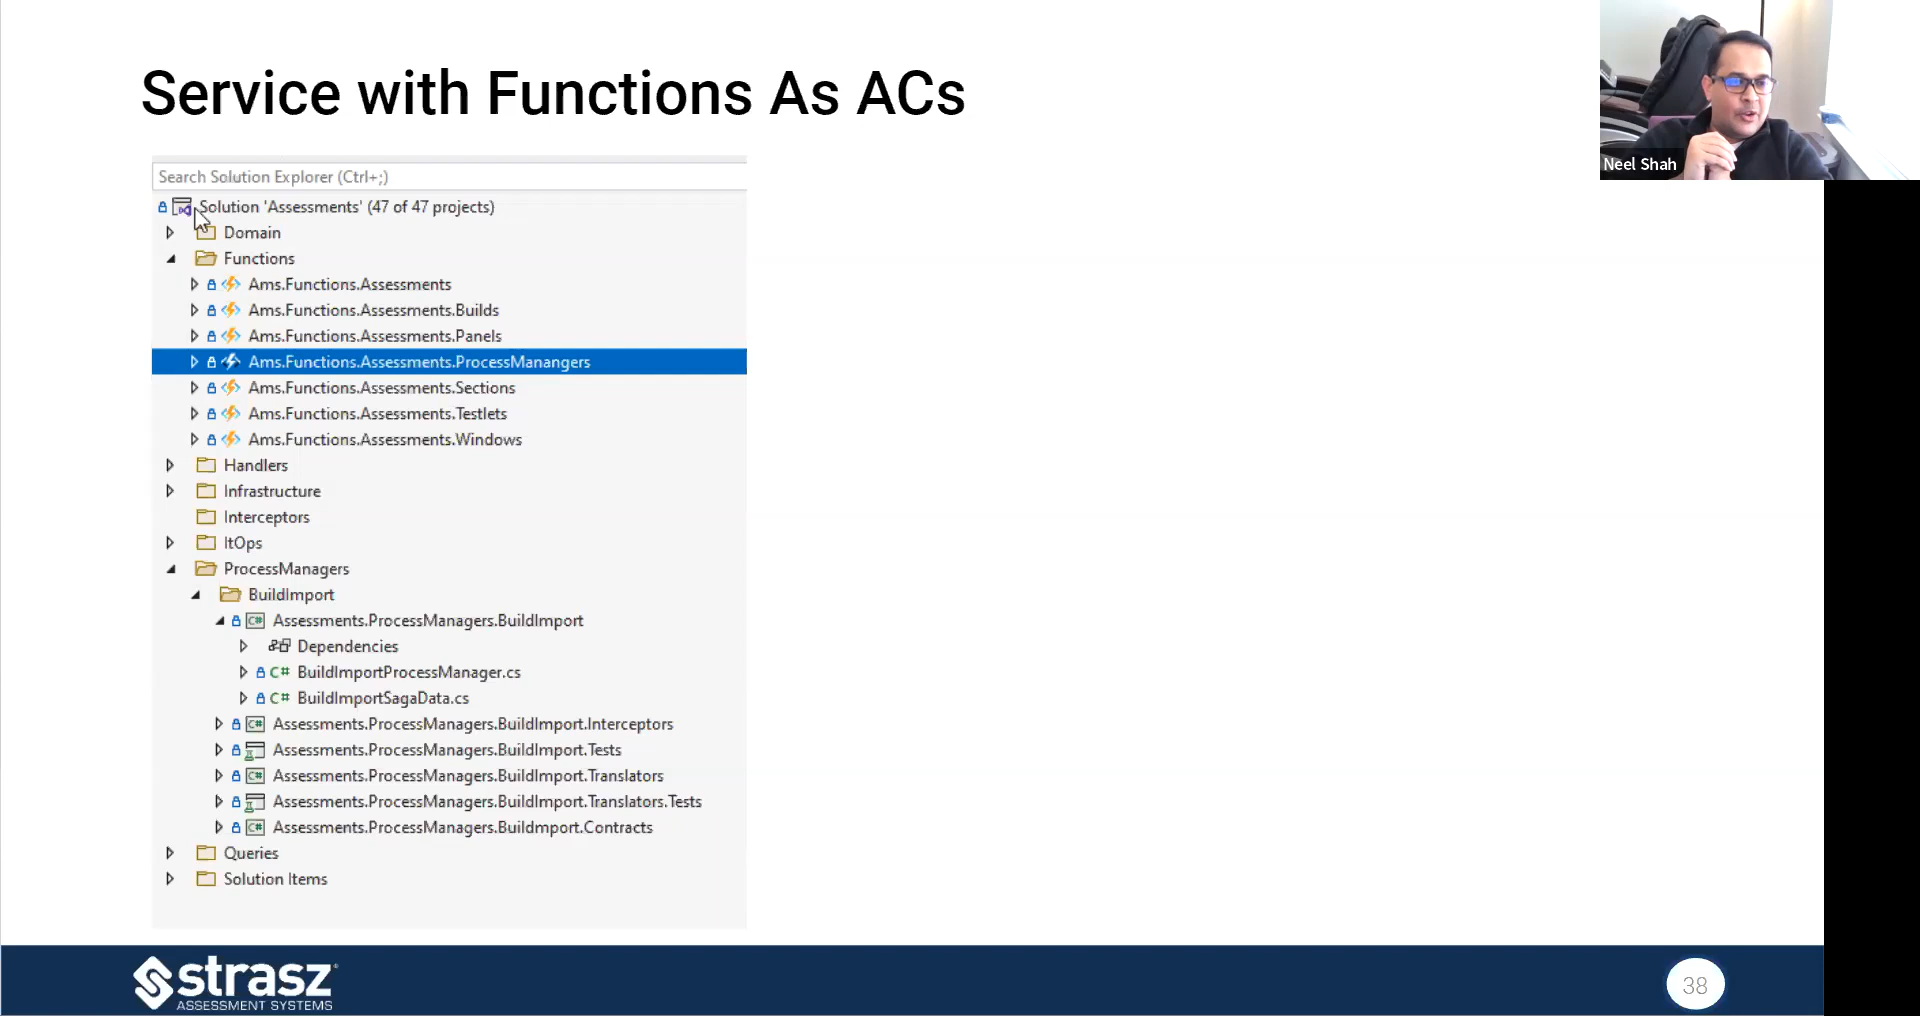 Service with Functions As ACs
Neel Shah
Search Solution Explorer (Ctrl+;)
Solution 'Assessments' (47 of 47 projects)
Domain
Functions
Ams.Functions.Assessments
Ams.Functions.Assessments.Builds
Ams.Functions.Assessments.Panels
Ams.Functions.Assessments.ProcessManangers
Ams.Functions.Assessments.Sections
Ams.Functions.Assessments.Testlets
Ams.Functions.Assessments.Windows
Handlers
Infrastructure
Interceptors
ItOps
ProcessManagers
BuildImport
C# Assessments.ProcessManagers.BuildImport
Dependencies
C# BuildImportProcessManager.cs
C# BuildImportSagaData.cs
C# Assessments.ProcessManagers.BuildImport.Interceptors
Assessments.ProcessManagers.BuildImport.Tests
C# Assessments.ProcessManagers.BuildImport.Translators
Assessments.ProcessManagers.BuildImport.Translators.Tests
C# Assessments.ProcessManagers.Buildmport.Contracts
Queries
Solution Items
strasz®
ASSESSMENT SYSTEMS
38